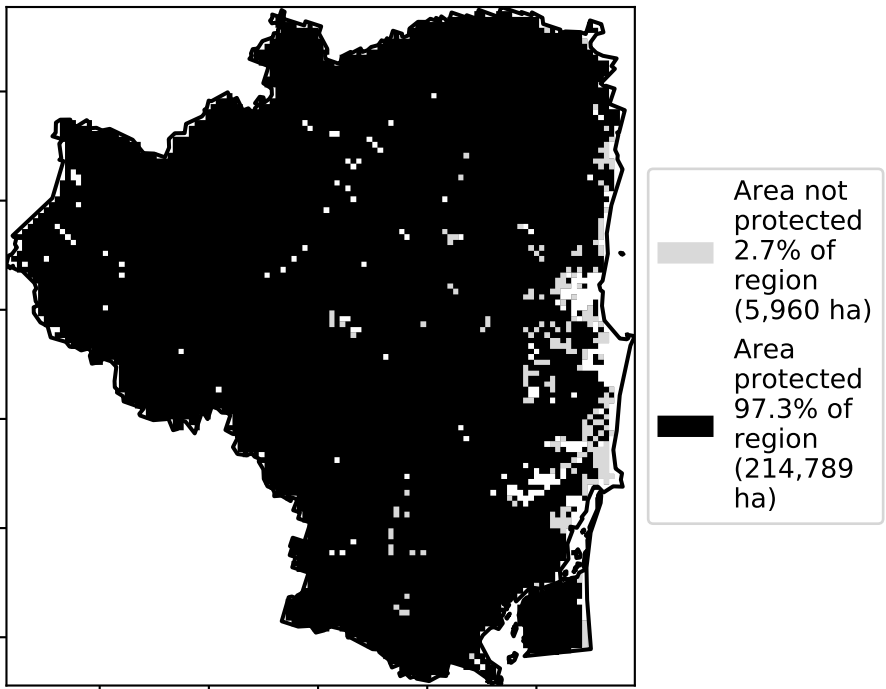 Area not
protected
2.7% of
region
(5,960 ha)
Area
protected
97.3% of
region
(214,789
ha)